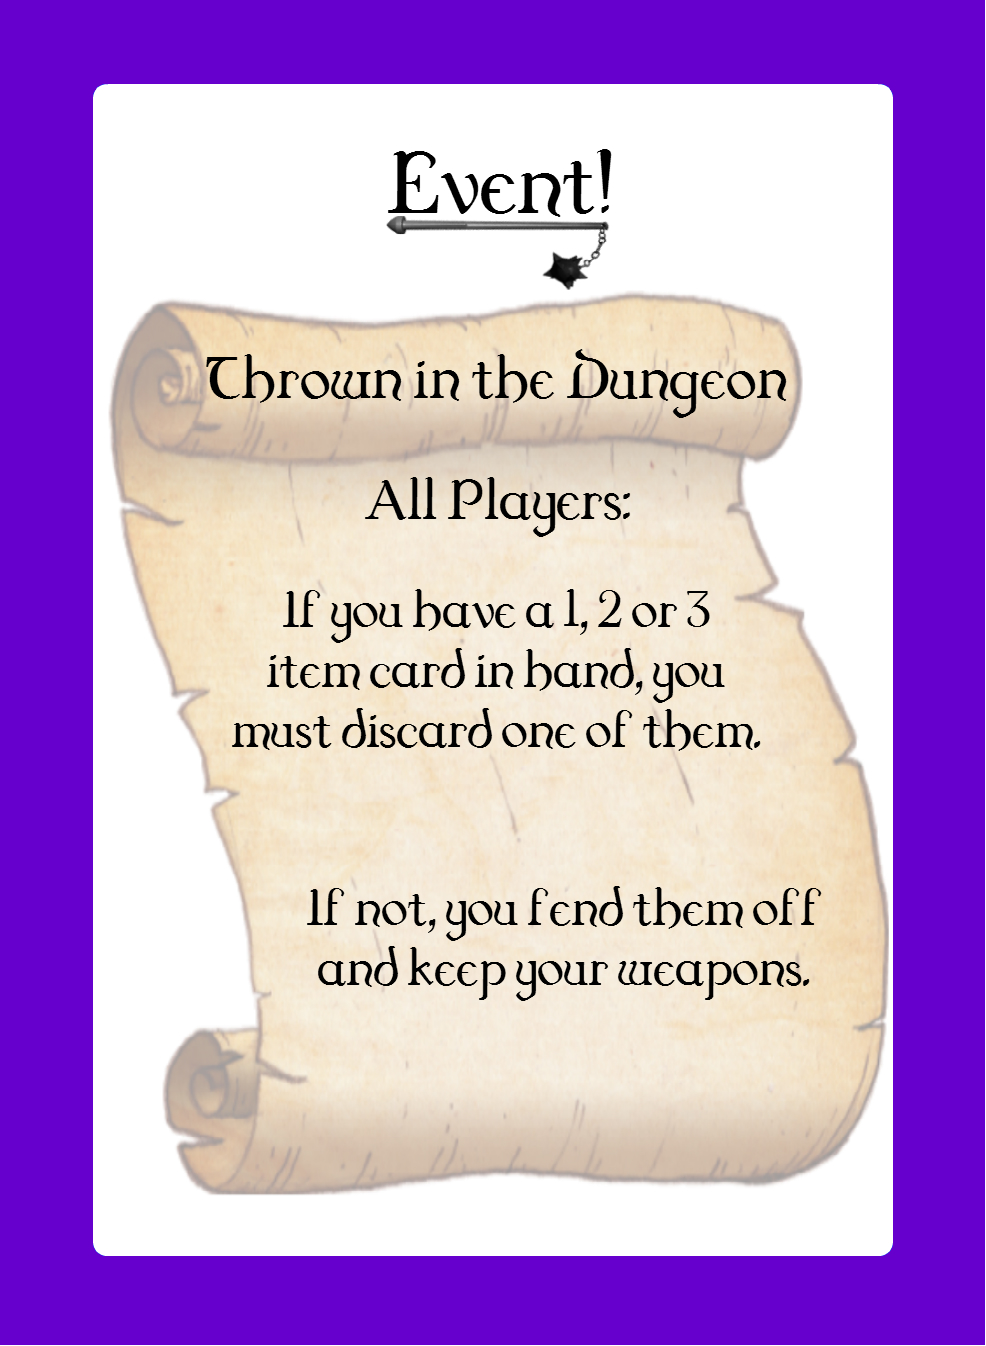 Event!
Thrown in the Dungeon
All Players:
If you have a 1, 2 or 3
item card in hand, you
must discard one of them.
If not, you fend them off
and keep your weapons.